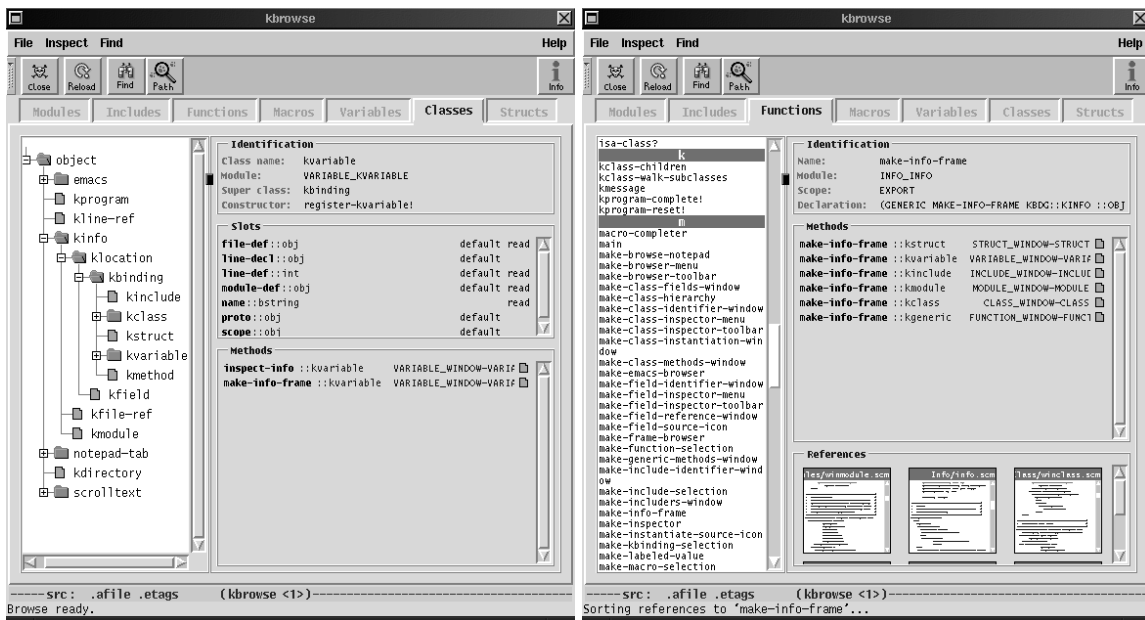 kbrowse
File Inspect Find Help
Close Reload Find Path Info
Modules Includes Functions Macros Variables Classes Structs
object
emacs
kprogram
kline-ref
kinfo
klocation
kbinding
kinclude
kclass
kstruct
kvariable
kmethod
kfield
kfile-ref
kmodule
notepad-tab
kdirectory
scrolltext
Identification
Class name: kvariable
Module: VARIABLE_KVARIABLE
Super class: kbinding
Constructor: register-kvariable!
Slots
file-def::obj default read
line-decl::obj default
line-def::int default read
module-def::obj default read
name::bstring read
proto::obj default
scope::obj default
Methods
inspect-info ::kvariable VARIABLE_WINDOW-VARIA
make-info-frame ::kvariable VARIABLE_WINDOW-VARIA
-----src: .afile .etags (kbrowse <1>)-----
Browse ready.
kbrowse
File Inspect Find Help
Close Reload Find Path Info
Modules Includes Functions Macros Variables Classes Structs
isa-class?
k
kclass-children
kclass-walk-subclasses
kmessage
kprogram-complete!
kprogram-reset!
m
macro-completer
main
make-browse-notepad
make-browser-menu
make-browser-toolbar
make-class-fields-window
make-class-hierarchy
make-class-identifier-window
make-class-inspector-menu
make-class-inspector-toolbar
make-class-instantiation-win
dow
make-class-methods-window
make-emacs-browser
make-field-identifier-window
make-field-inspector-menu
make-field-inspector-toolbar
make-field-reference-window
make-field-source-icon
make-frame-browser
make-function-selection
make-generic-methods-window
make-include-identifier-wind
ow
make-include-selection
make-includers-window
make-info-frame
make-inspector
make-instantiate-source-icon
make-kbinding-selection
make-labeled-value
make-macro-selection
Identification
Name: make-info-frame
Module: INFO_INFO
Scope: EXPORT
Declaration: (GENERIC MAKE-INFO-FRAME KBDG::KINFO ::OBJ
Methods
make-info-frame ::kstruct STRUCT_WINDOW-STRUCT
make-info-frame ::kvariable VARIABLE_WINDOW-VARIA
make-info-frame ::kinclude INCLUDE_WINDOW-INCLUD
make-info-frame ::kmodule MODULE_WINDOW-MODULE
make-info-frame ::kclass CLASS_WINDOW-CLASS
make-info-frame ::kgeneric FUNCTION_WINDOW-FUNCT
References
les/winmodule.scm Info/info.scm lass/winclass.scm
-----src: .afile .etags (kbrowse <1>)-----
Sorting references to 'make-info-frame'...